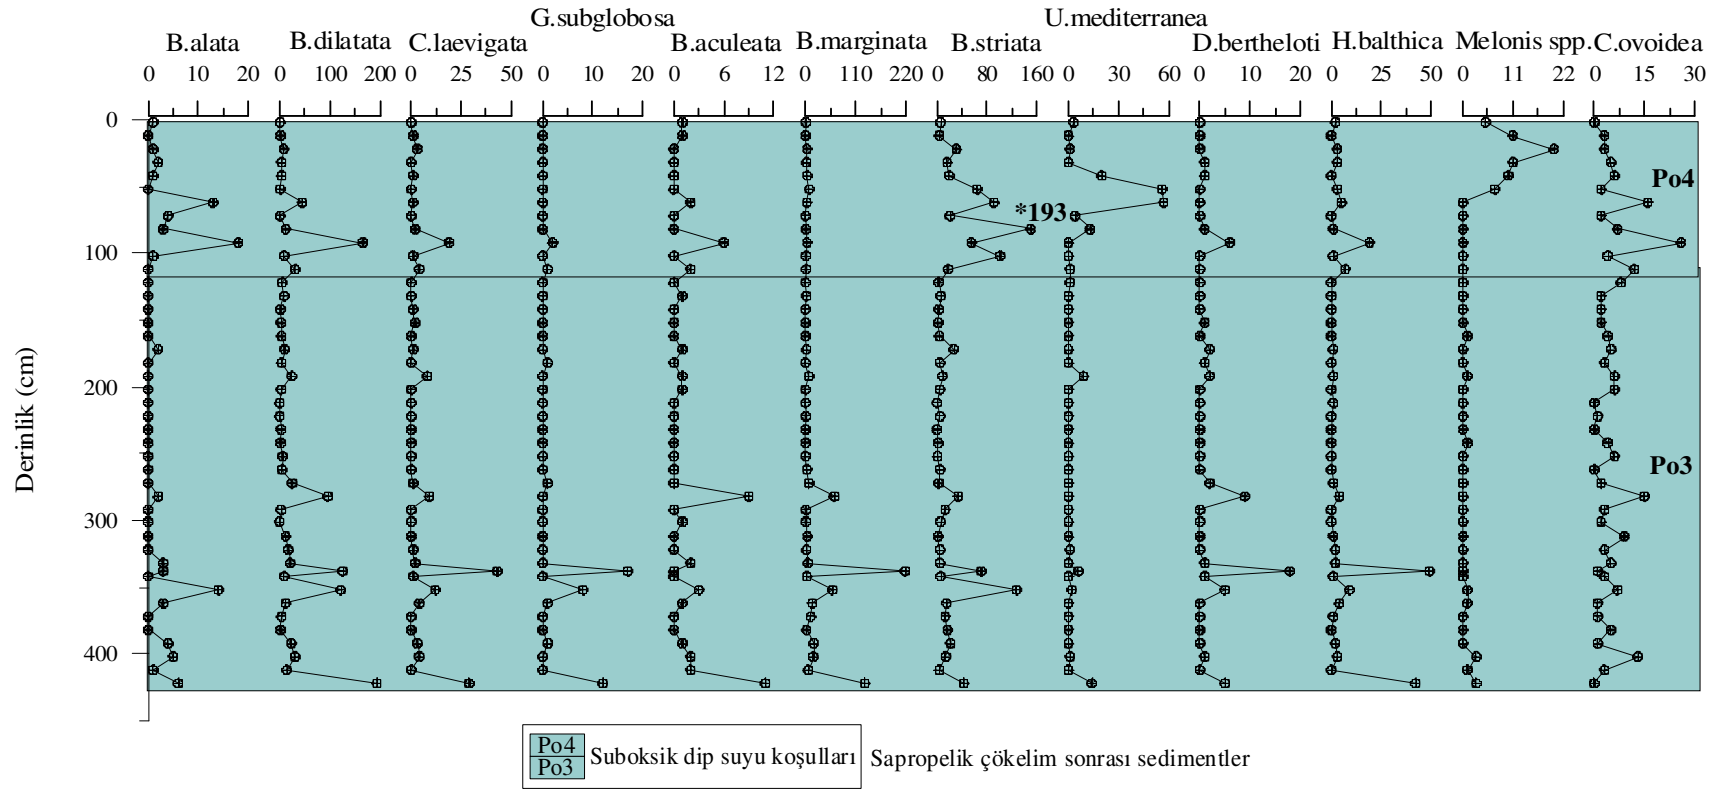 G.subglobosa U.mediterranea
B.alata B.dilatata C.laevigata B.aculeata B.marginata B.striata D.bertheloti H.balthica Melonis spp. C.ovoidea
0 10 20 0 100 200 0 25 50 0 10 20 0 6 12 0 110 220 0 80 160 0 30 60 0 10 20 0 25 50 0 11 22 0 15 30
0
Po4
*193
100
200
Po3
300
400
Derinlik (cm)
Po4
Po3
Suboksik dip suyu koşulları
Sapropelik çökelim sonrası sedimentler